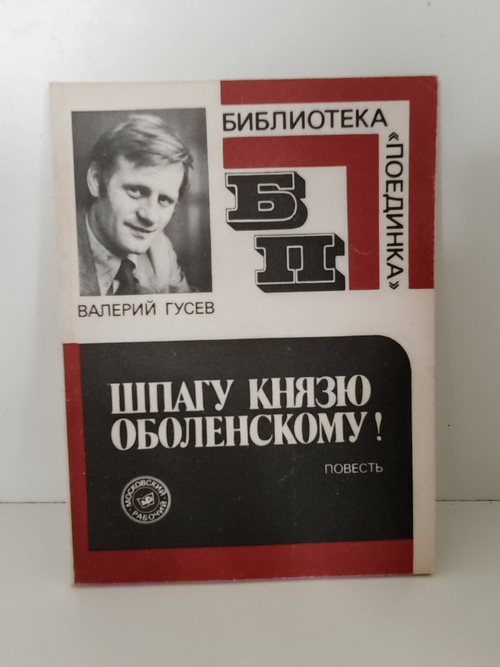 БИБЛИОТЕКА
«ПОЕДИНКА»
БП
ВАЛЕРИЙ ГУСЕВ
ШПАГУ КНЯЗЮ
ОБОЛЕНСКОМУ!
ПОВЕСТЬ
МОСКОВСКИЙ
РАБОЧИЙ